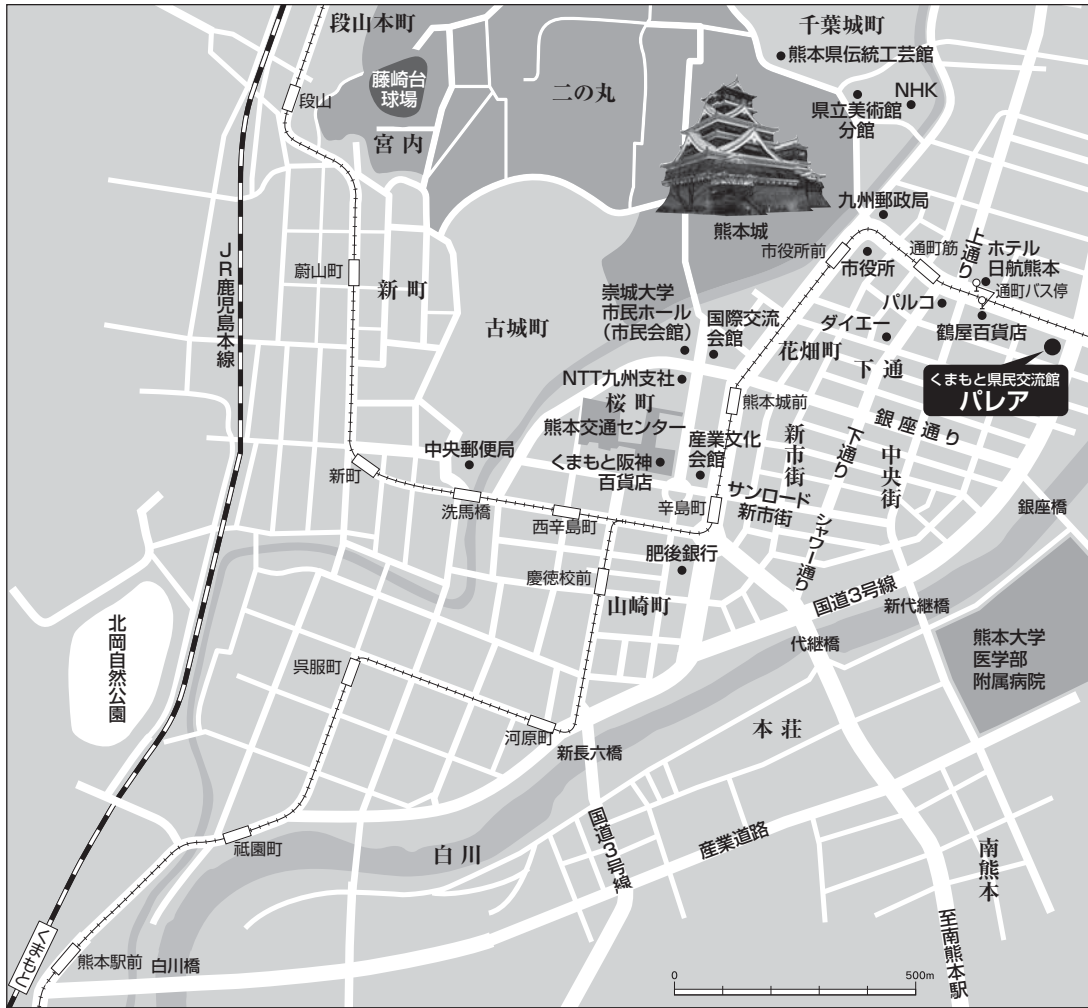 段山本町
千葉城町
熊本県伝統工芸館
藤崎台
球場
二の丸
NHK
段山
県立美術館
分館
宮内
九州郵政局
熊本城
市役所前
市役所
通町筋
上通り
ホテル
日航熊本
通町バス停
JR鹿児島本線
蔚山町
新町
崇城大学
市民ホール
(市民会館)
国際交流
会館
パルコ
ダイエー
鶴屋百貨店
古城町
花畑町
下通
くまもと県民交流館
パレア
NTT九州支社
桜町
熊本城前
銀座通り
熊本交通センター
産業文化
会館
新市街
下通り
中央街
中央郵便局
くまもと阪神
百貨店
新町
洗馬橋
西辛島町
辛島町
サンロード
新市街
シャワー通り
銀座橋
肥後銀行
慶徳校前
山崎町
国道3号線
新代継橋
代継橋
北岡自然公園
呉服町
熊本大学
医学部
附属病院
河原町
新長六橋
本荘
国道3号線
産業道路
祇園町
白川
南熊本
くまもと
熊本駅前
白川橋
至南熊本駅
0
500m